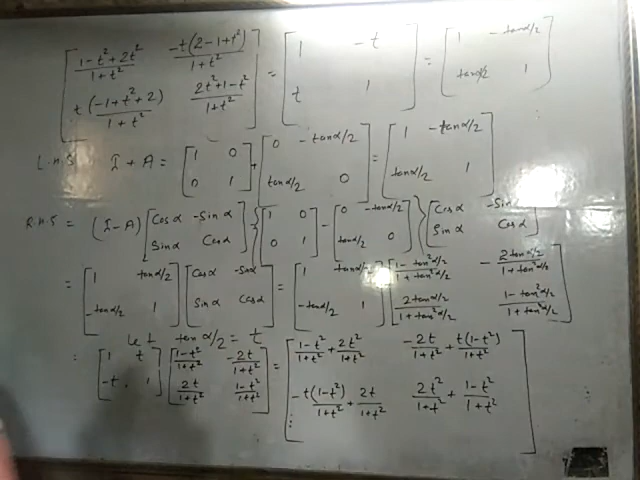 [ (1-t²+2t²)/(1+t²)   -t(2-1+t²)/(1+t²) ; t(-1+t²+2)/(1+t²)   (2t²+1-t²)/(1+t²) ] = [ 1   -t ; t   1 ] = [ 1   -tanα/2 ; tanα/2   1 ]
L.H.S   I + A = [ 1   0 ; 0   1 ] + [ 0   -tanα/2 ; tanα/2   0 ] = [ 1   -tanα/2 ; tanα/2   1 ]
R.H.S = (I-A) [ Cosα   -Sinα ; Sinα   Cosα ] { [ 1   0 ; 0   1 ] - [ 0   -tanα/2 ; tanα/2   0 ] } [ Cosα   -Sin ; Sinα   Cosα ]
= [ 1   tanα/2 ; -tanα/2   1 ] [ Cosα   -Sinα ; Sinα   Cosα ] = [ 1   tanα/2 ; -tanα/2   1 ] [ (1-tan²α/2)/(1+tan²α/2)   -2tanα/2/(1+tan²α/2) ; 2tanα/2/(1+tan²α/2)   (1-tan²α/2)/(1+tan²α/2) ]
Let tanα/2 = t
= [ 1   t ; -t   1 ] [ (1-t²)/(1+t²)   -2t/(1+t²) ; 2t/(1+t²)   (1-t²)/(1+t²) ] = [ (1-t²)/(1+t²) + 2t²/(1+t²)   -2t/(1+t²) + t(1-t²)/(1+t²) ; -t(1-t²)/(1+t²) + 2t/(1+t²)   2t²/(1+t²) + (1-t²)/(1+t²) ]